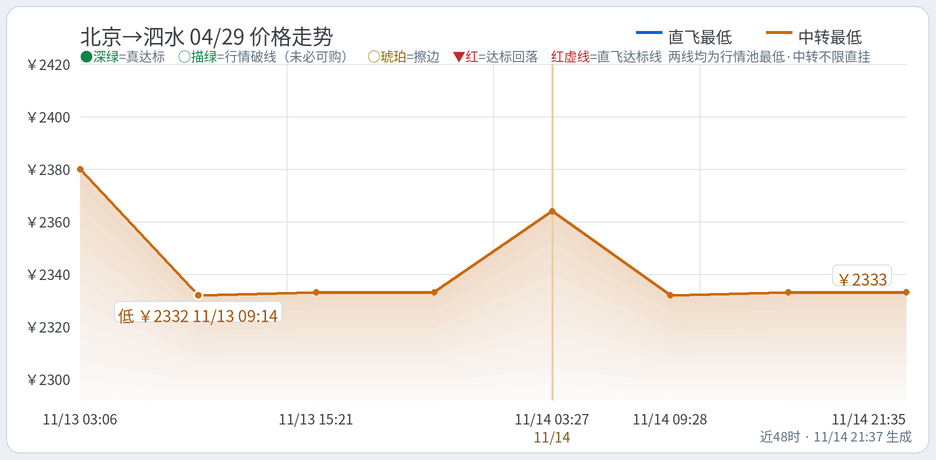 北京→泗水 04/29 价格走势
直飞最低 中转最低
●深绿=真达标 ○描绿=行情破线（未必可购） ○琥珀=擦边 ▼红=达标回落 红虚线=直飞达标线 两线均为行情池最低·中转不限直挂
￥2420
￥2400
￥2380
￥2360
￥2340
￥2333
低 ￥2332 11/13 09:14
￥2320
￥2300
11/13 03:06 11/13 15:21 11/14 03:27 11/14 09:28 11/14 21:35
11/14
近48时 · 11/14 21:37 生成